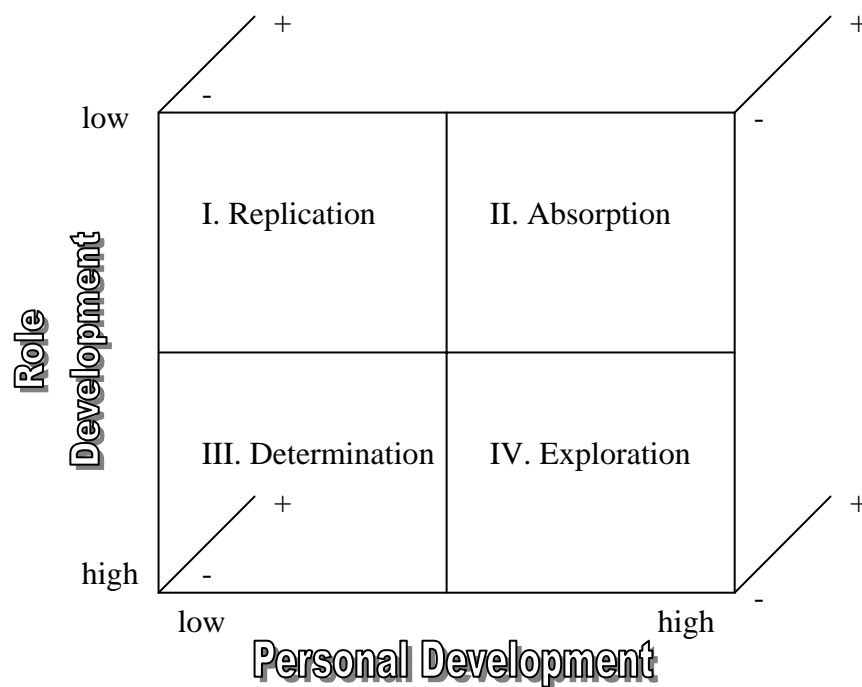 +
+
-
-
low
I. Replication
II. Absorption
Role
Development
III. Determination
IV. Exploration
+
+
high
-
-
low
high
Personal Development